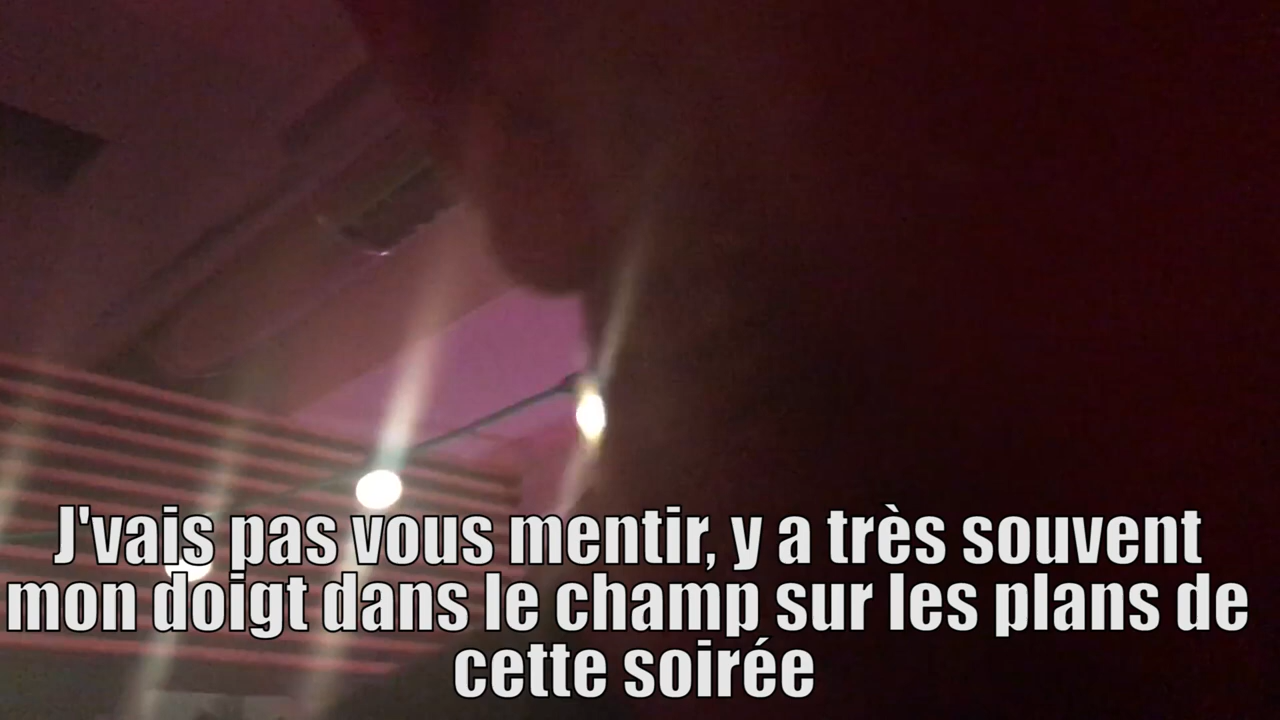 J'vais pas vous mentir, y a très souvent
mon doigt dans le champ sur les plans de
cette soirée